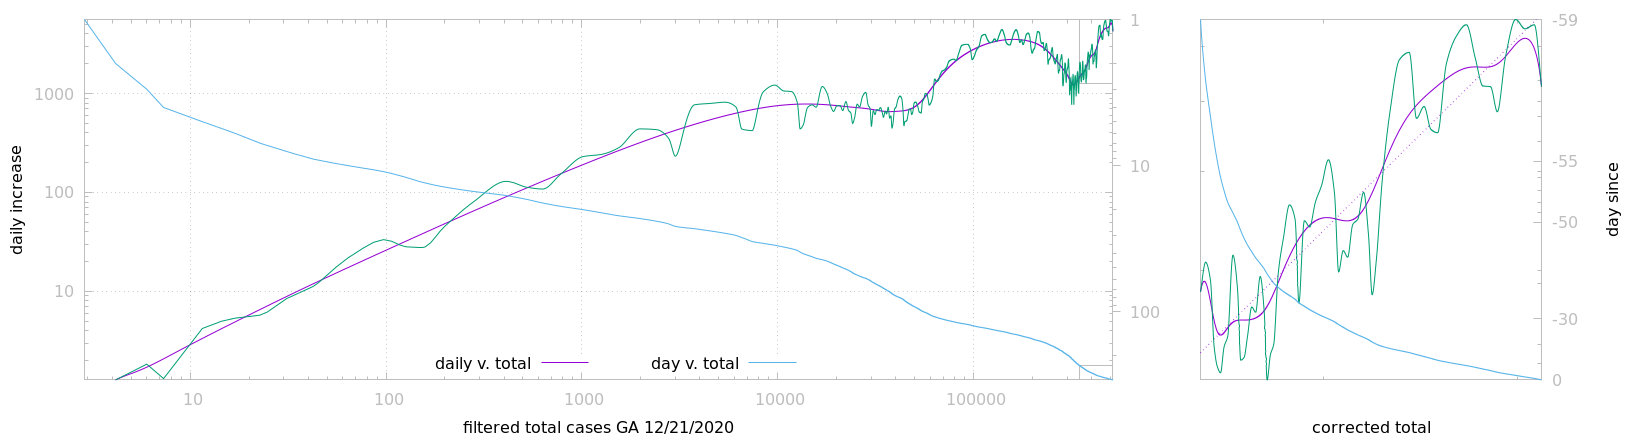 1000
100
10
daily increase
10
100
1000
10000
100000
filtered total cases GA 12/21/2020
daily v. total
day v. total
1
10
100
-59
-55
-50
-30
0
day since
corrected total